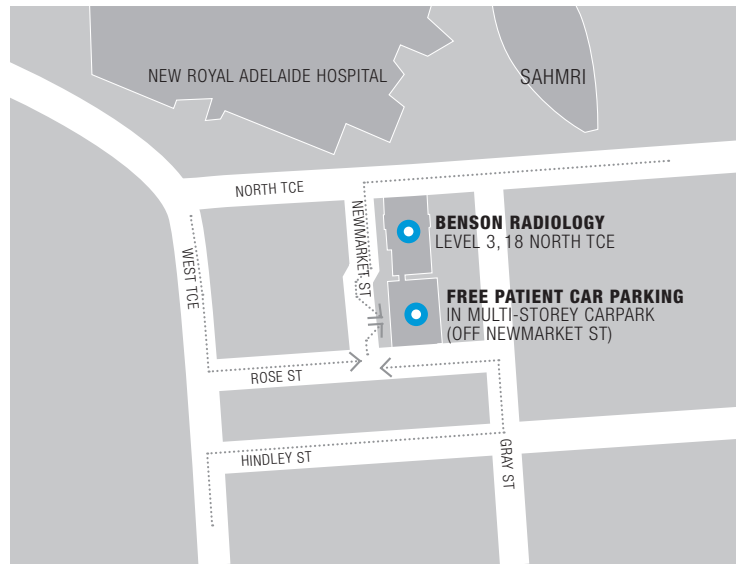 NEW ROYAL ADELAIDE HOSPITAL
SAHMRI
NORTH TCE
NEWMARKET ST
BENSON RADIOLOGY
LEVEL 3, 18 NORTH TCE
WEST TCE
FREE PATIENT CAR PARKING
IN MULTI-STOREY CARPARK
(OFF NEWMARKET ST)
ROSE ST
HINDLEY ST
GRAY ST